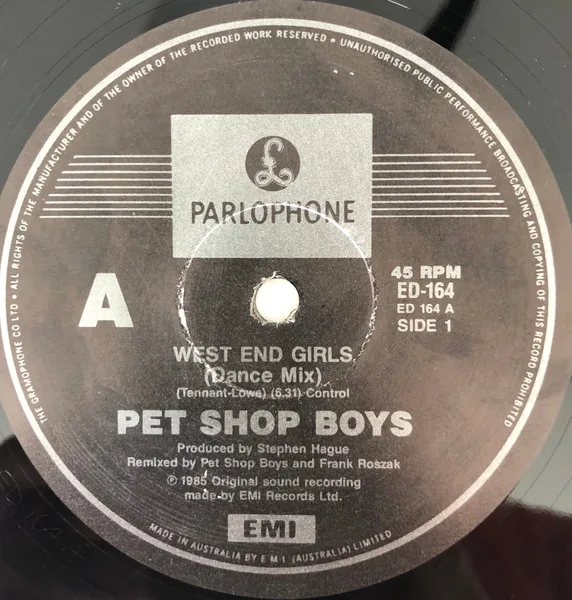 THE GRAMOPHONE CO LTD • ALL RIGHTS OF THE MANUFACTURER AND OF THE OWNER OF THE RECORDED WORK RESERVED • UNAUTHORISED PUBLIC PERFORMANCE BROADCASTING AND COPYING OF THIS RECORD PROHIBITED
£
PARLOPHONE
A
45 RPM
ED-164
ED 164 A
SIDE 1
WEST END GIRLS
(Dance Mix)
(Tennant-Lowe) (6.31) Control
PET SHOP BOYS
Produced by Stephen Hague
Remixed by Pet Shop Boys and Frank Roszak
℗ 1985 Original sound recording
made by EMI Records Ltd.
EMI
MADE IN AUSTRALIA BY E M I (AUSTRALIA) LIMITED